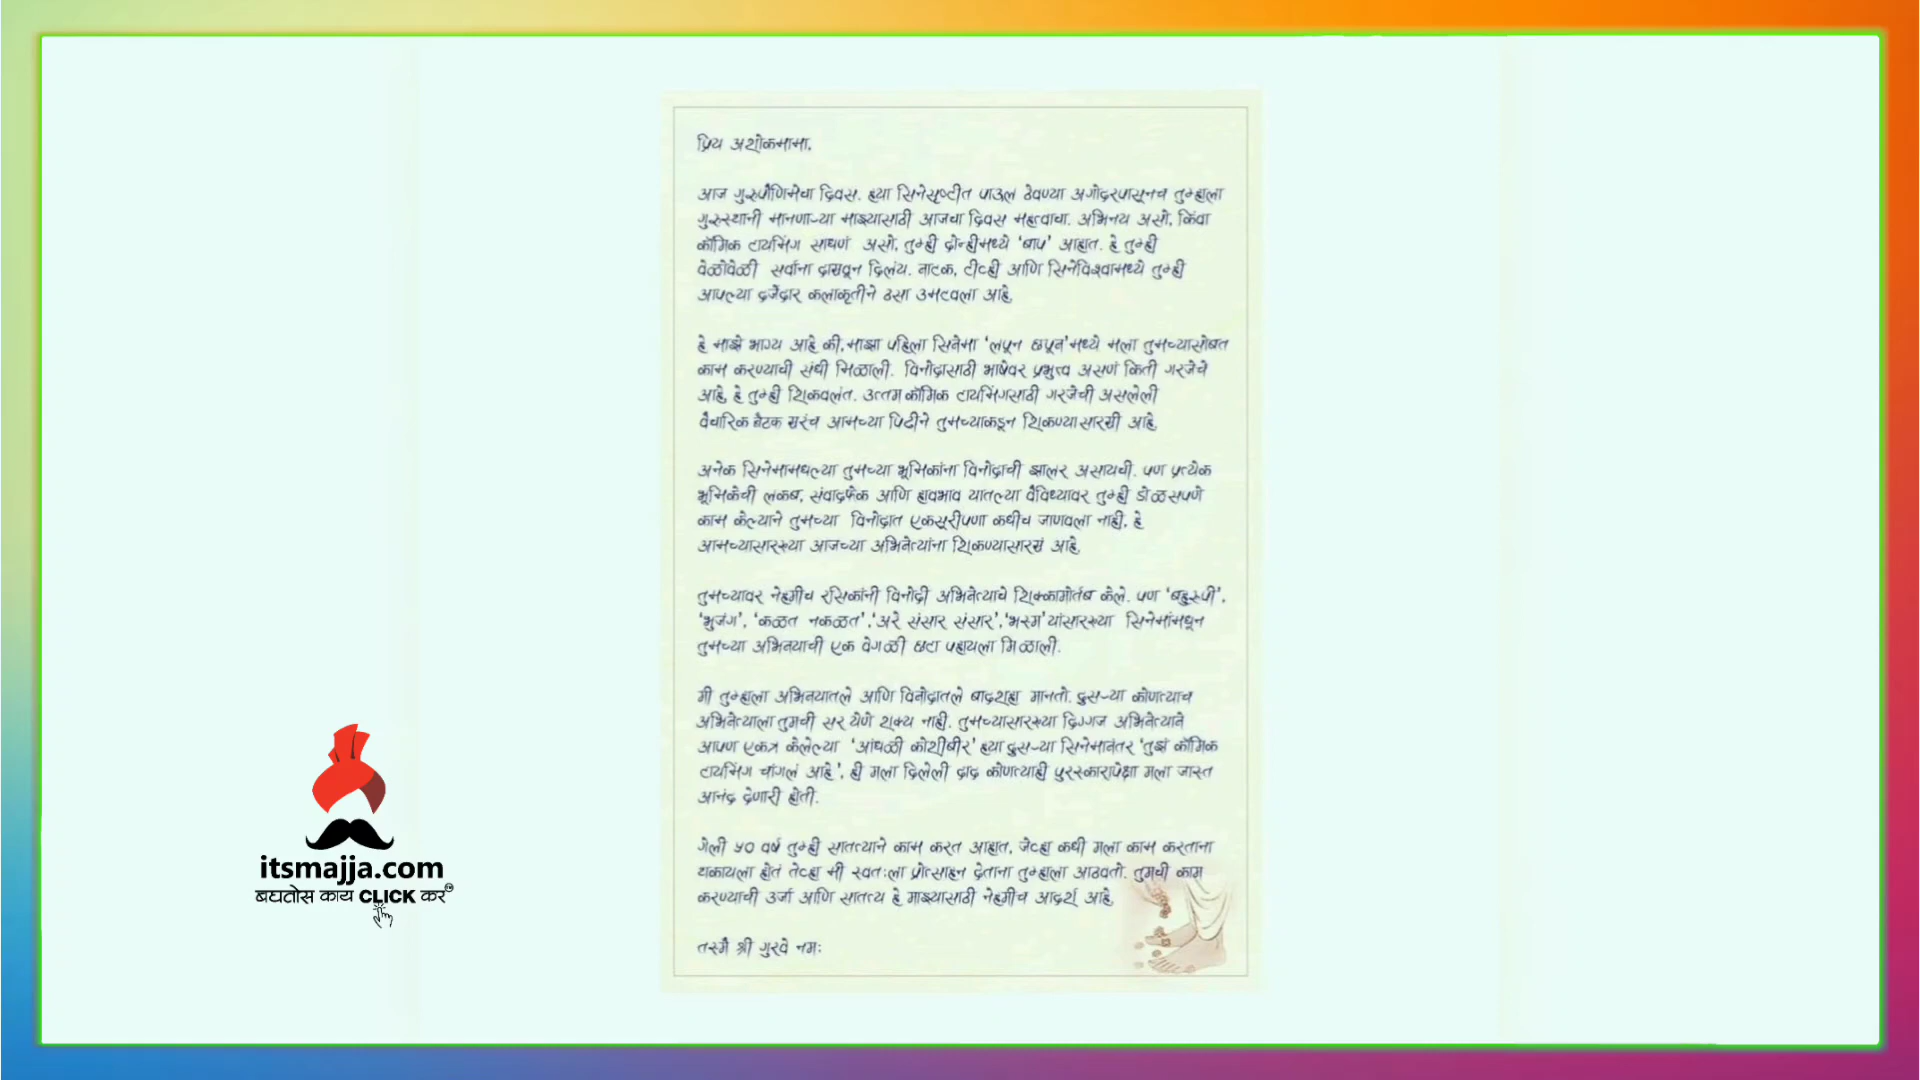 प्रिय अशोकमामा,
आज गुरुपौर्णिमेचा दिवस. ह्या सिनेसृष्टीत पाउल ठेवण्या अगोदरपासूनच तुम्हाला
गुरुस्थानी मानणाऱ्या माझ्यासाठी आजचा दिवस महत्वाचा. अभिनय असो, किंवा
कॉमिक टायमिंग साधणं असो, तुम्ही दोन्हीमध्ये 'बाप' आहात. हे तुम्ही
वेळोवेळी सर्वांना दाखवून दिलंय. नाटक, टीव्ही आणि सिनेविश्वामध्ये तुम्ही
आपल्या दर्जेदार कलाकृतीने ठसा उमटवला आहे.
हे माझे भाग्य आहे की, माझा पहिला सिनेमा 'लपून छपून' मध्ये मला तुमच्यासोबत
काम करण्याची संधी मिळाली. विनोदासाठी भाषेवर प्रभुत्व असणं किती गरजेचे
आहे, हे तुम्ही शिकवलंत. उत्तम कॉमिक टायमिंगसाठी गरजेची असलेली
वैचारिक बैठक खरंच आमच्या पिढीने तुमच्याकडून शिकण्यासारखी आहे.
अनेक सिनेमामधल्या तुमच्या भूमिकांना विनोदाची झालर असायची. पण प्रत्येक
भूमिकेची लकब, संवादफेक आणि हावभाव यातल्या वैविध्यावर तुम्ही डोळसपणे
काम केल्याने तुमच्या विनोदात एकसूरीपणा कधीच जाणवला नाही. हे
आमच्यासारख्या आजच्या अभिनेत्यांना शिकण्यासारखं आहे.
तुमच्यावर नेहमीच रसिकांनी विनोदी अभिनेत्याचे शिक्कामोर्तब केले. पण 'बहुरुपी',
'भुजंग', 'कळत नकळत', 'अरे संसार संसार', 'भस्म' यांसारख्या सिनेमांमधून
तुमच्या अभिनयाची एक वेगळी छटा पहायला मिळाली.
मी तुम्हाला अभिनयातले आणि विनोदातले बादशहा मानतो. दुसऱ्या कोणत्याच
अभिनेत्याला तुमची सर येणे शक्य नाही. तुमच्यासारख्या दिग्गज अभिनेत्याने
आपण एकत्र केलेल्या 'आंधळी कोशींबीर' ह्या दुसऱ्या सिनेमानंतर 'तुझं कॉमिक
टायमिंग चांगलं आहे', ही मला दिलेली दाद कोणत्याही पुरस्कारापेक्षा मला जास्त
आनंद देणारी होती.
गेली ५० वर्ष तुम्ही सातत्याने काम करत आहात, जेव्हा कधी मला काम करताना
थकायला होतं तेव्हा मी स्वतःला प्रोत्साहन देताना तुम्हाला आठवतो. तुमची काम
करण्याची उर्जा आणि सातत्य हे माझ्यासाठी नेहमीच आदर्श आहे.
तस्मै श्री गुरवे नमः
itsmajja.com
बघतोस काय CLICK कर